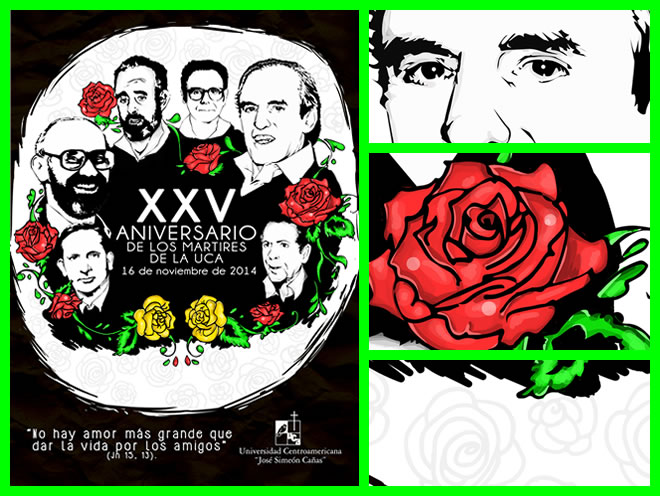 XXV
ANIVERSARIO
DE LOS MARTIRES
DE LA UCA
16 de noviembre de 2014
"No hay amor más grande que
dar la vida por los amigos"
(Jn 15, 13).
Universidad Centroamericana
"José Simeón Cañas"